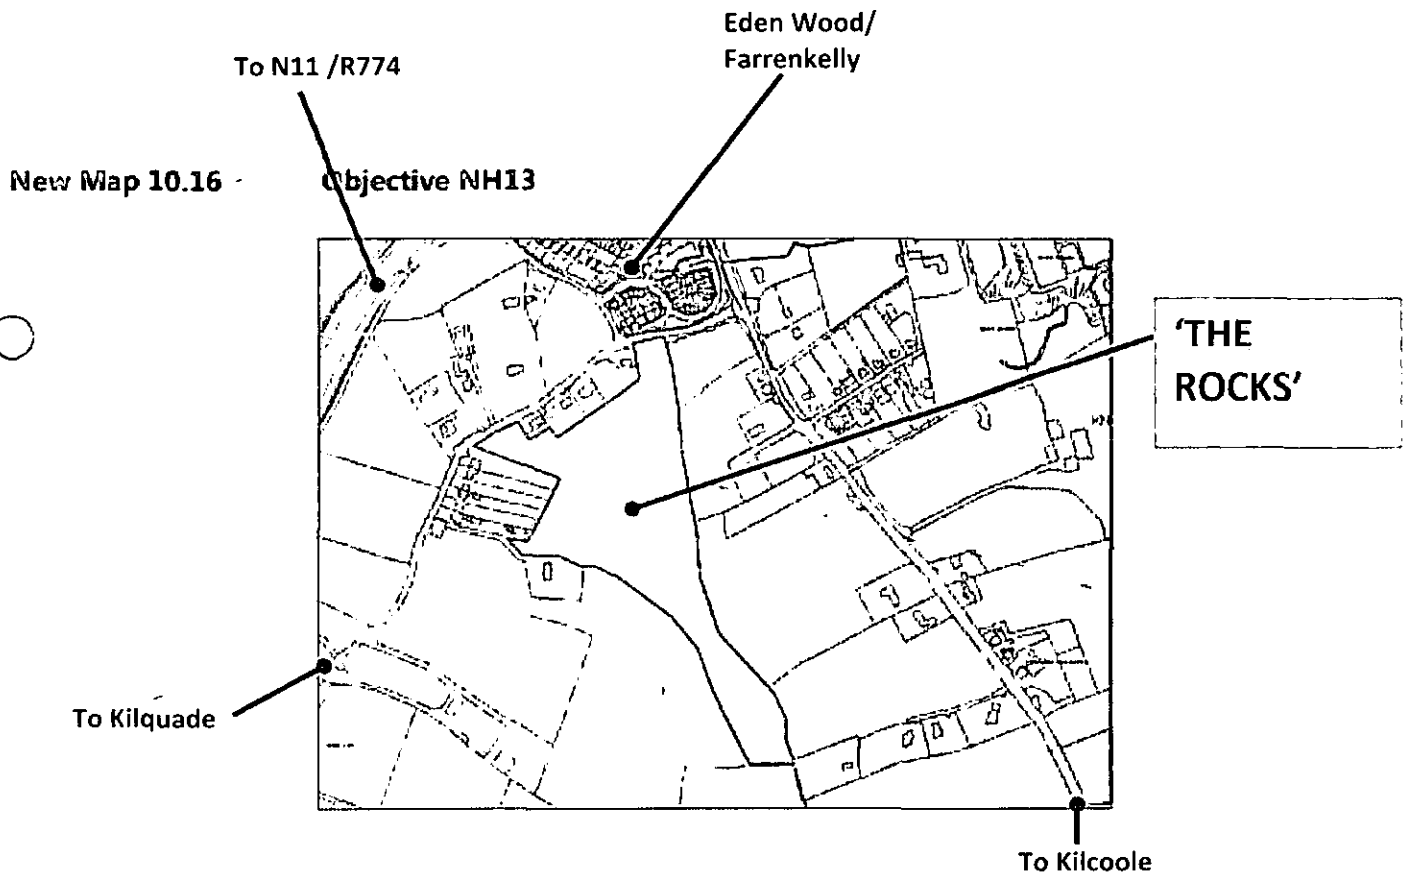 Eden Wood/
Farrenkelly
To N11 /R774
New Map 10.16 - Objective NH13
'THE
ROCKS'
To Kilquade
To Kilcoole